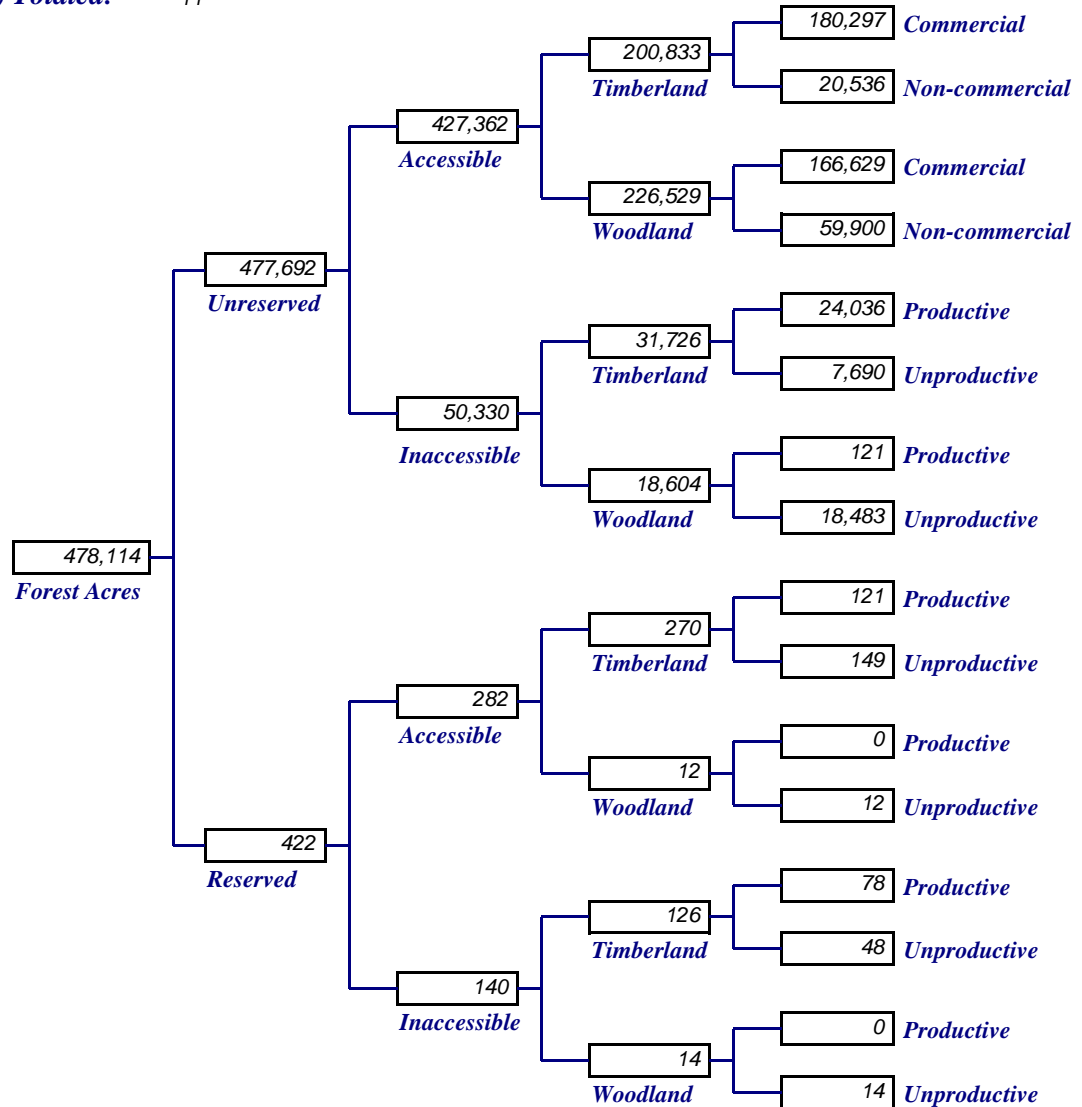 Totaled:
180,297 Commercial
200,833
Timberland
20,536 Non-commercial
427,362
Accessible
166,629 Commercial
226,529
Woodland
59,900 Non-commercial
477,692
Unreserved
24,036 Productive
31,726
Timberland
7,690 Unproductive
50,330
Inaccessible
121 Productive
18,604
Woodland
18,483 Unproductive
478,114
Forest Acres
121 Productive
270
Timberland
149 Unproductive
282
Accessible
0 Productive
12
Woodland
12 Unproductive
422
Reserved
78 Productive
126
Timberland
48 Unproductive
140
Inaccessible
0 Productive
14
Woodland
14 Unproductive